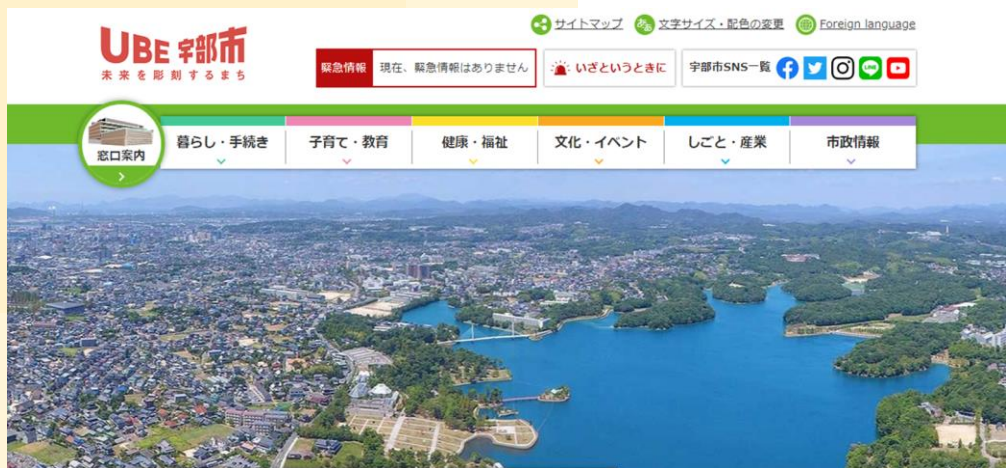 サイトマップ
あぁ 文字サイズ・配色の変更
Foreign language
UBE 宇部市
未来を彫刻するまち
緊急情報 現在、緊急情報はありません
いざというときに
宇部市SNS一覧
LINE
窓口案内
暮らし・手続き
子育て・教育
健康・福祉
文化・イベント
しごと・産業
市政情報